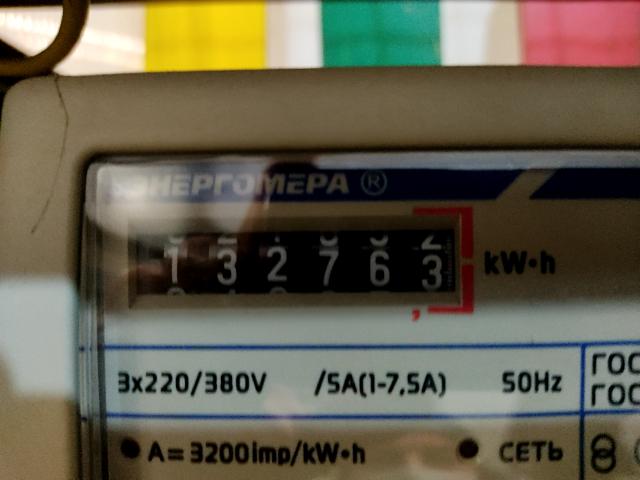 ЭНЕРГОМЕРА ®
132763 kW•h
,
3x220/380V /5A(1-7,5A) 50Hz
ГОС
ГОС
A=3200imp/kW•h СЕТЬ